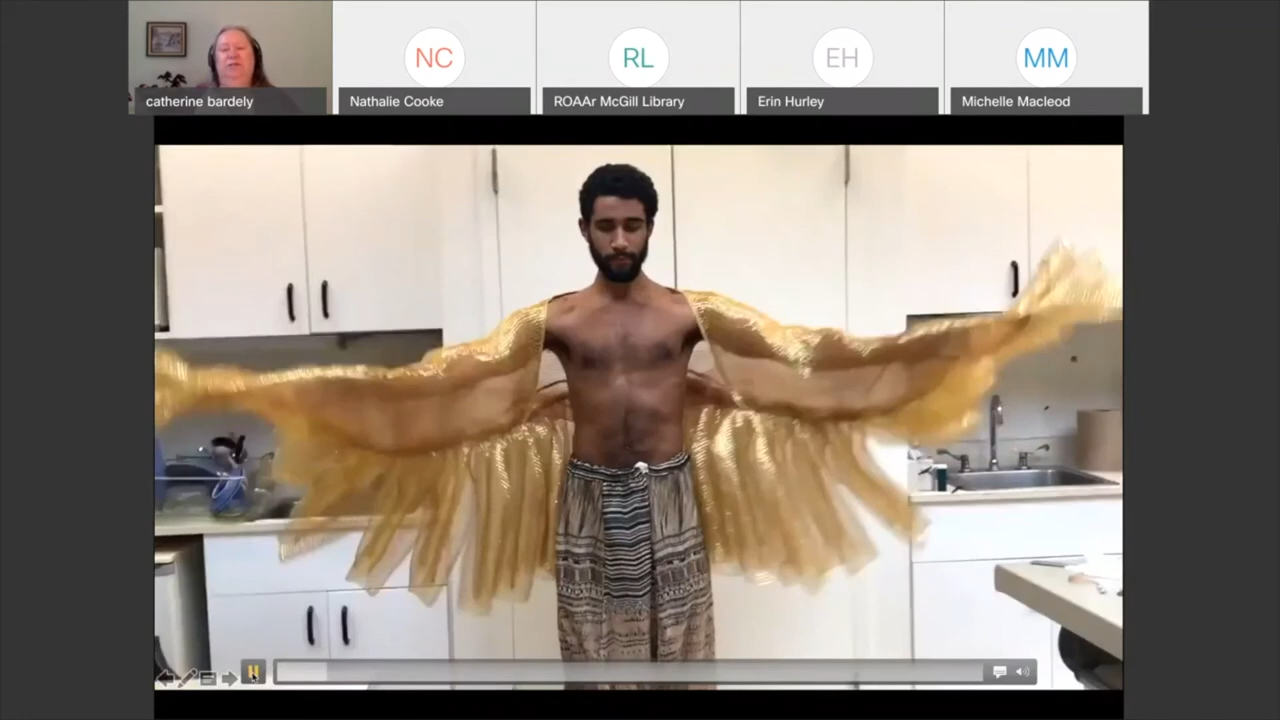 NC
RL
EH
MM
catherine bardely
Nathalie Cooke
ROAAr McGill Library
Erin Hurley
Michelle Macleod